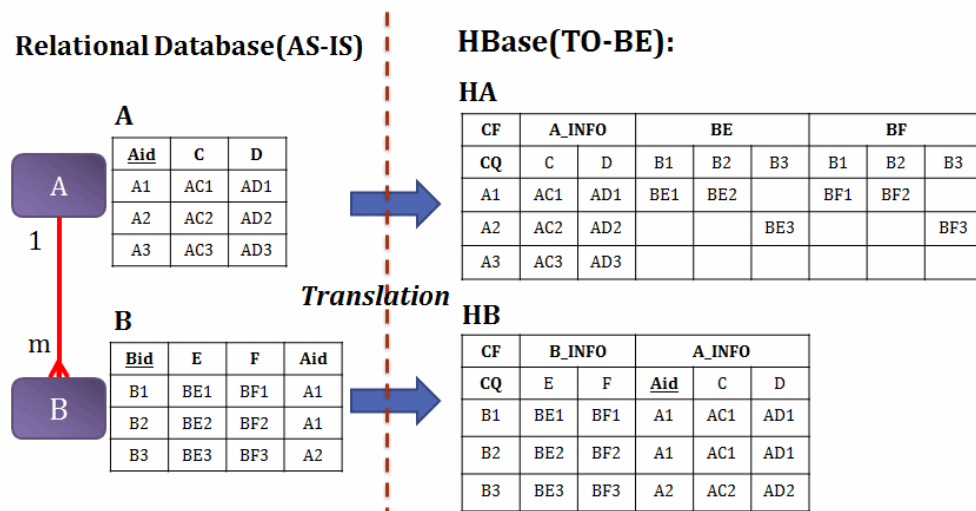 Relational Database(AS-IS)
HBase(TO-BE):
A
Aid C D
A1 AC1 AD1
A2 AC2 AD2
A3 AC3 AD3
A
1
m
B
B
Bid E F Aid
B1 BE1 BF1 A1
B2 BE2 BF2 A1
B3 BE3 BF3 A2
Translation
HA
CF A_INFO BE BF
CQ C D B1 B2 B3 B1 B2 B3
A1 AC1 AD1 BE1 BE2 BF1 BF2
A2 AC2 AD2 BE3 BF3
A3 AC3 AD3
HB
CF B_INFO A_INFO
CQ E F Aid C D
B1 BE1 BF1 A1 AC1 AD1
B2 BE2 BF2 A1 AC1 AD1
B3 BE3 BF3 A2 AC2 AD2